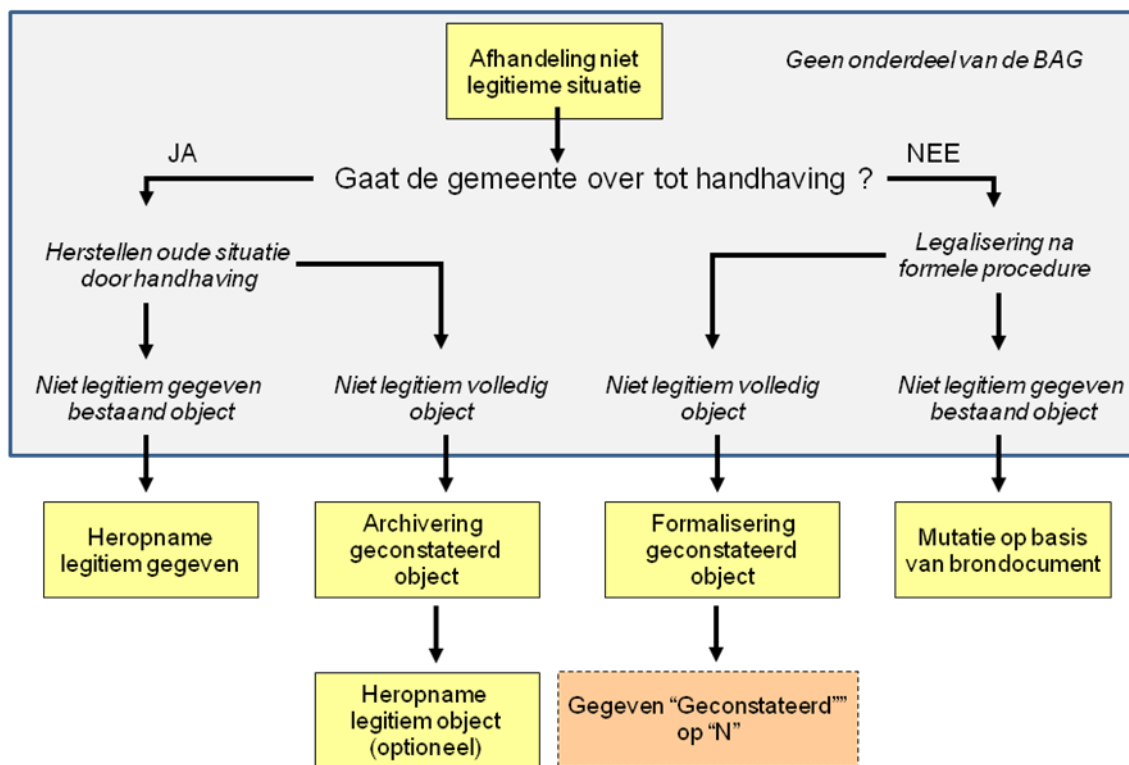 Afhandeling niet
legitieme situatie
Geen onderdeel van de BAG
JA
NEE
Gaat de gemeente over tot handhaving ?
Herstellen oude situatie
door handhaving
Legalisering na
formele procedure
Niet legitiem gegeven
bestaand object
Niet legitiem volledig
object
Niet legitiem volledig
object
Niet legitiem gegeven
bestaand object
Heropname
legitiem gegeven
Archivering
geconstateerd
object
Formalisering
geconstateerd
object
Mutatie op basis
van brondocument
Heropname
legitiem object
(optioneel)
Gegeven “Geconstateerd””
op “N”